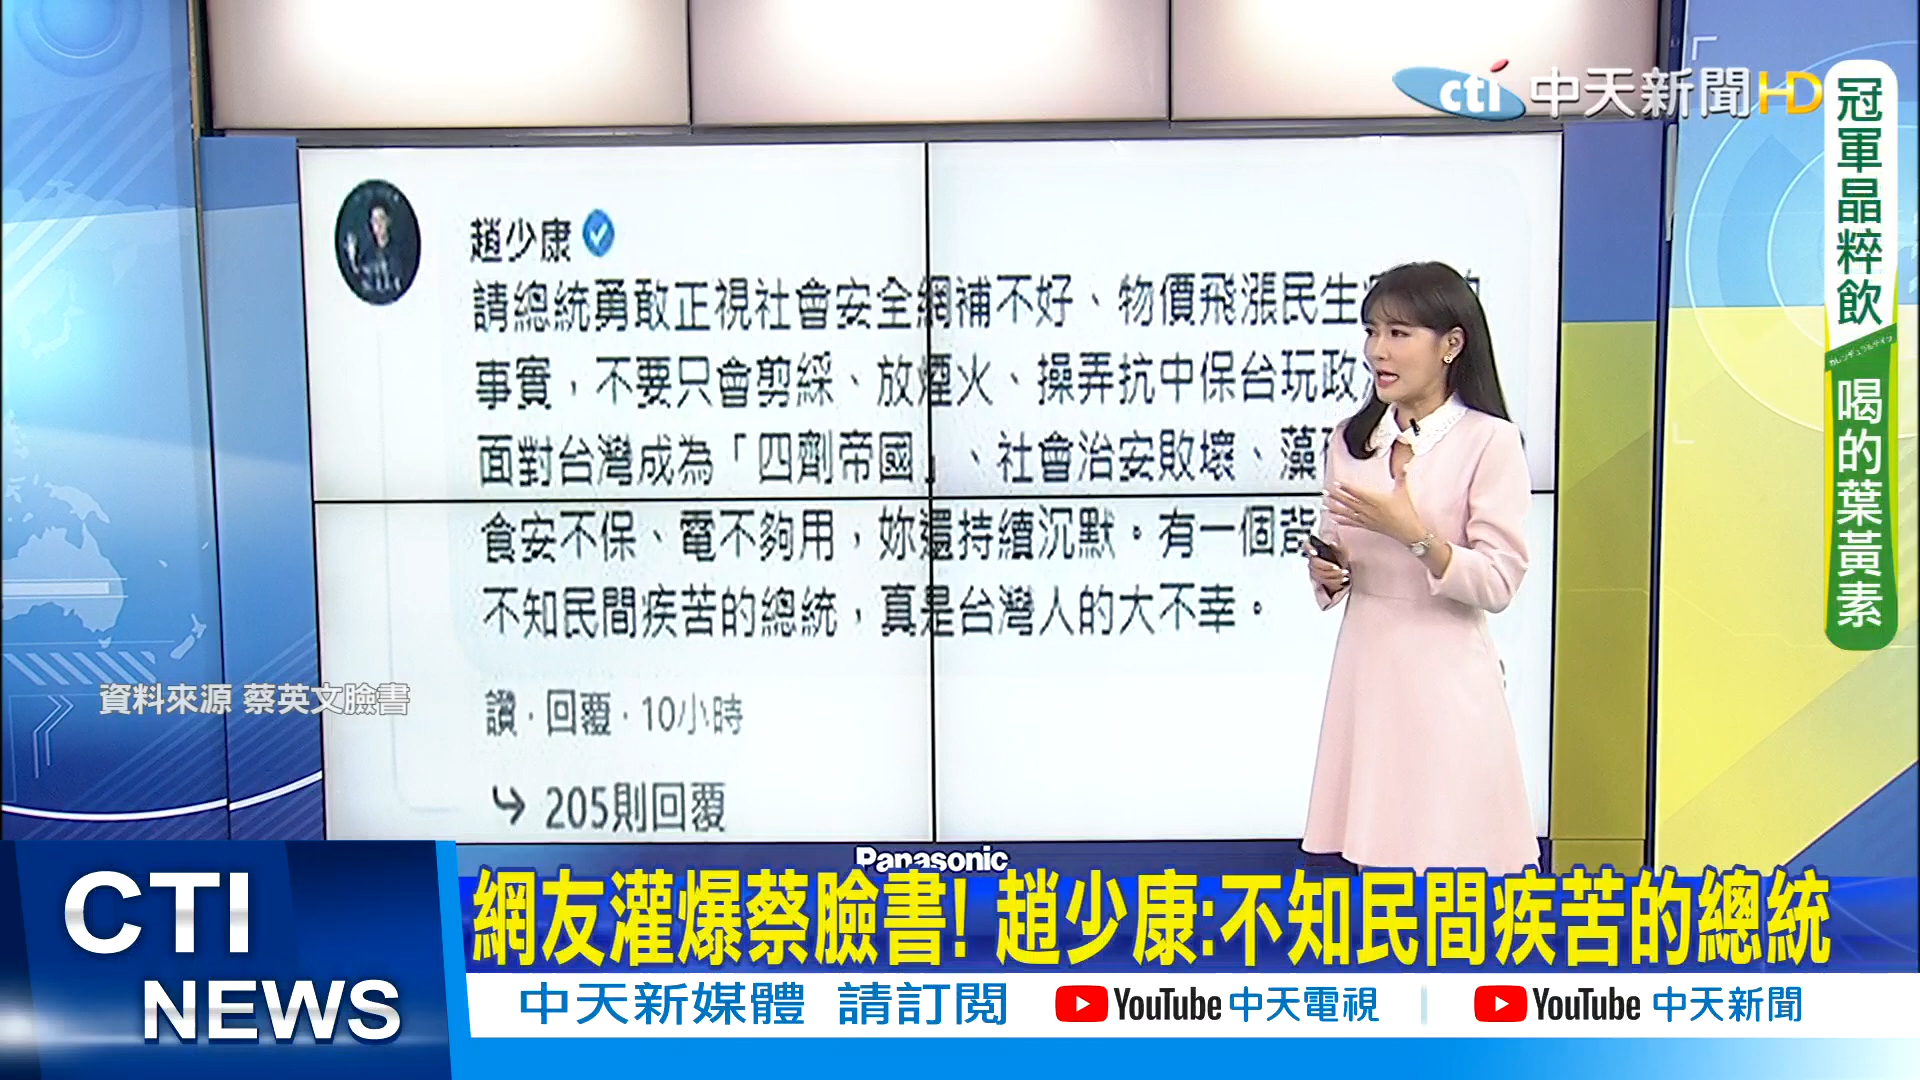 cti 中天新聞HD
冠軍晶粹飲
喝的葉黃素
趙少康
請總統勇敢正視社會安全網補不好、物價飛漲民生
事實，不要只會剪綵、放煙火、操弄抗中保台玩政
面對台灣成為「四劑帝國」、社會治安敗壞、藻
食安不保、電不夠用，妳還持續沉默。有一個背
不知民間疾苦的總統，真是台灣人的大不幸。
讚·回覆·10小時
205則回覆
資料來源 蔡英文臉書
Panasonic
CTI
NEWS
網友灌爆蔡臉書! 趙少康:不知民間疾苦的總統
中天新媒體 請訂閱 YouTube 中天電視 | YouTube 中天新聞